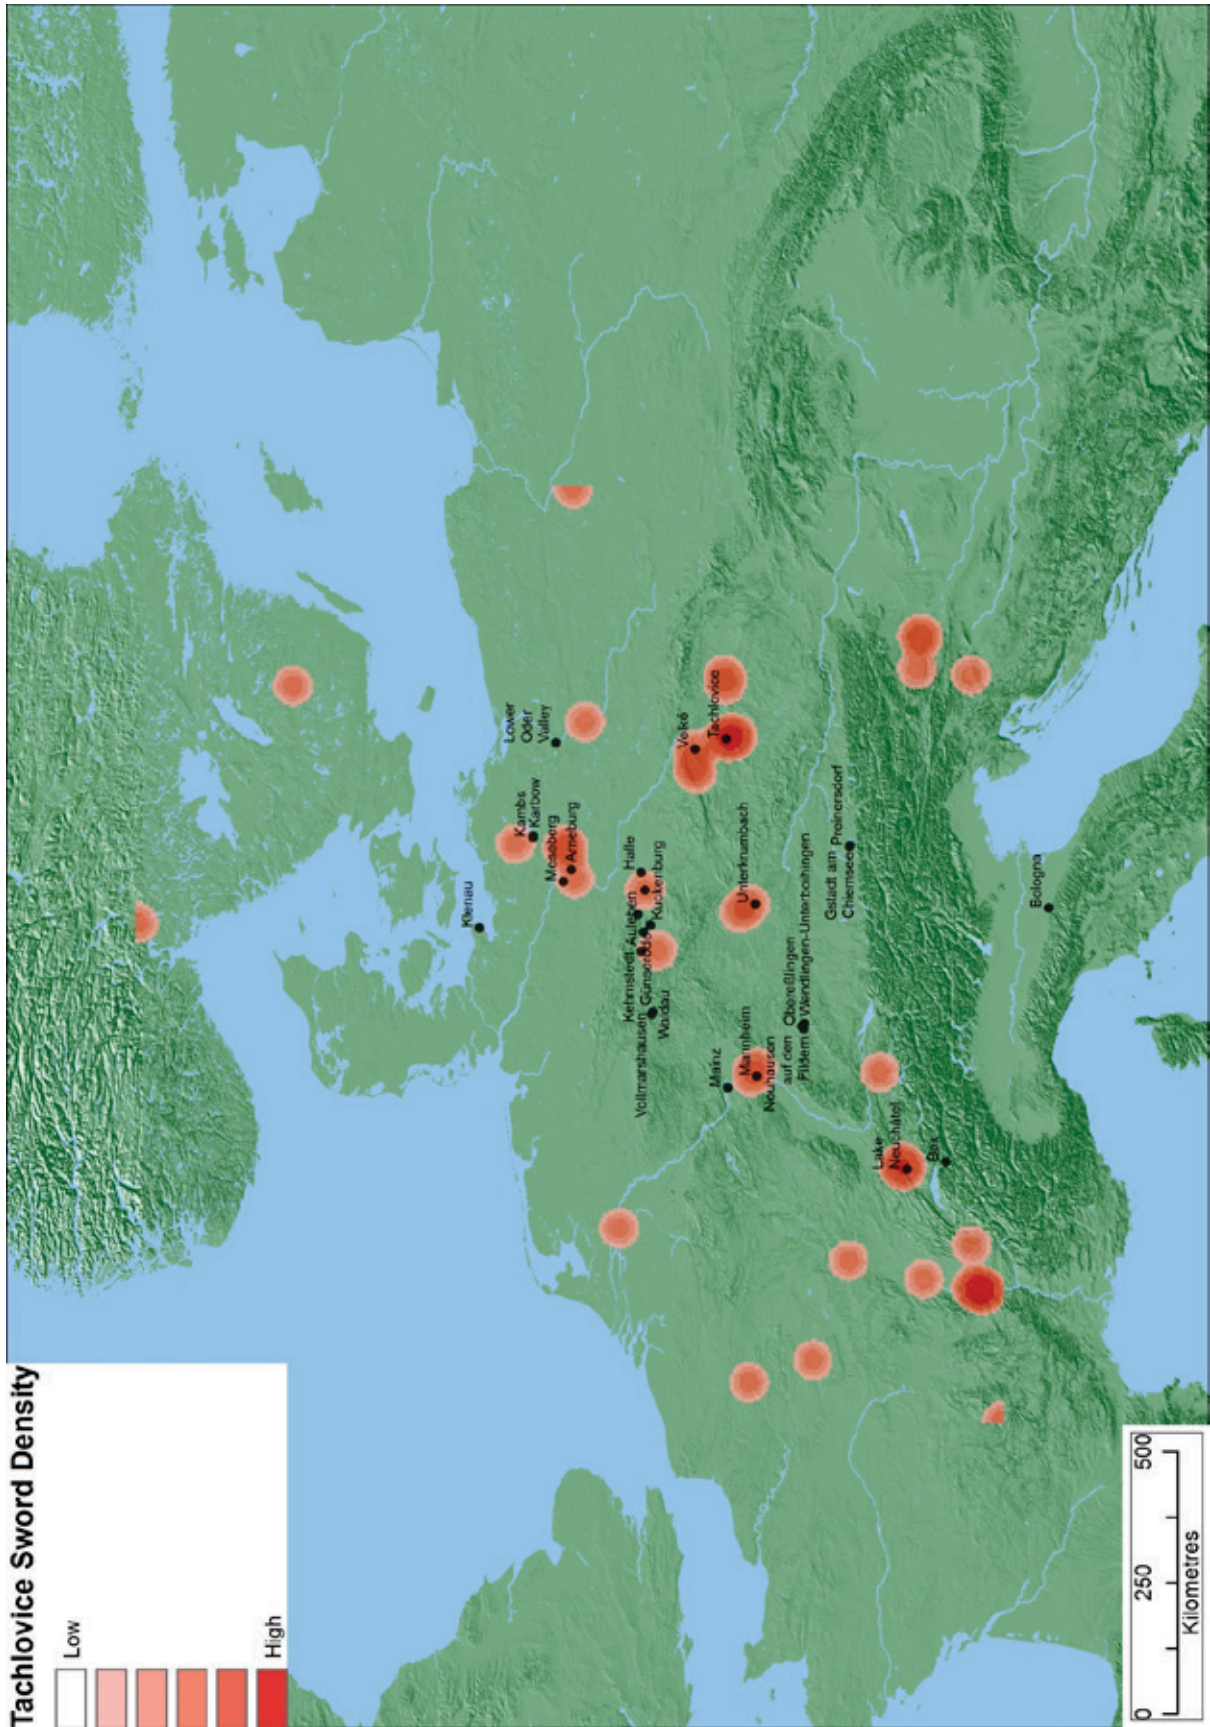 Tachlovice Sword Density
Low
High
Klenau
Lower
Oder
Valley
Kambs
Karbow
Meseberg
Arneburg
Halle
Kuckenburg
Auleben
Kehmstedt
Günserode
Vollmarshausen
Waldau
Velké
Tachlovice
Unterkrumbach
Mainz
Mannheim
Neuhausen
auf den
Fildern
Obereßlingen
Wendlingen-Unterboihingen
Gstadt am
Chiemsee
Preinersdorf
Lake
Neuchâtel
Bex
Bologna
0
250
500
Kilometres